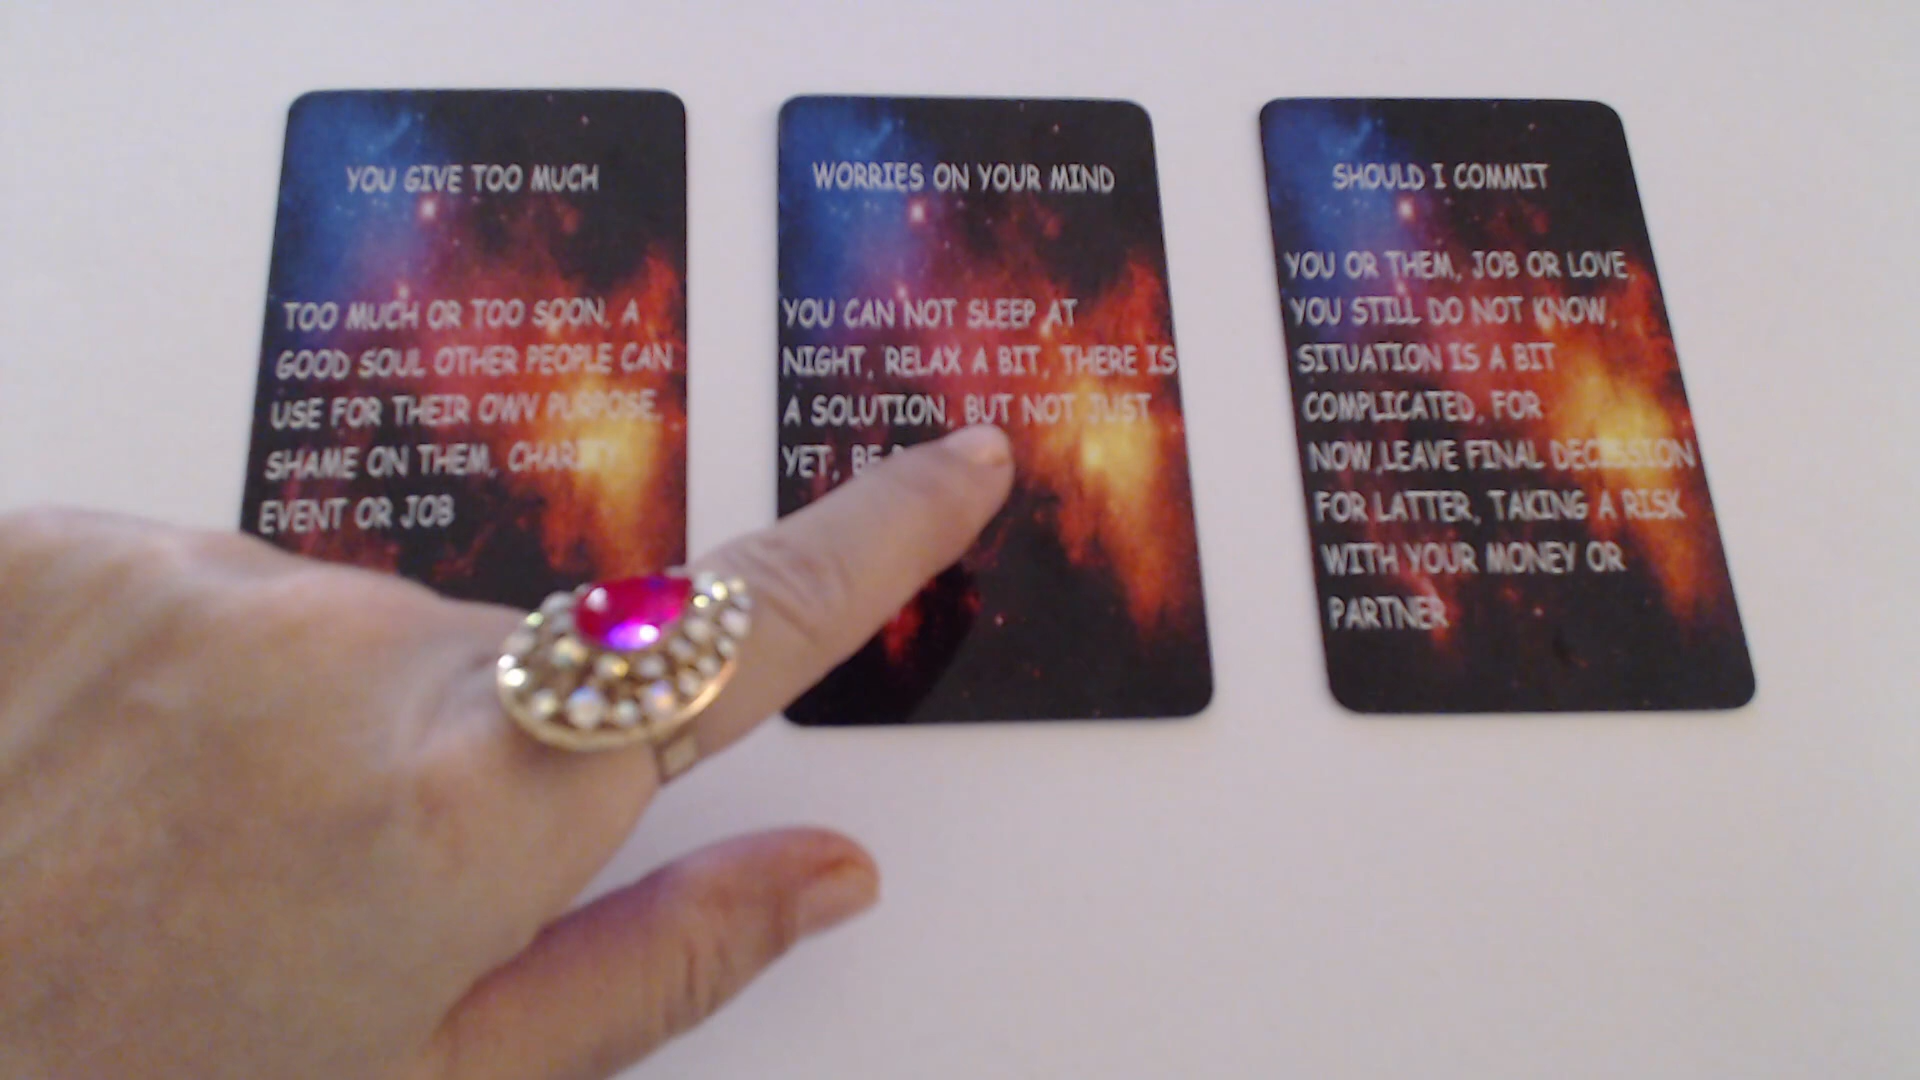 YOU GIVE TOO MUCH
TOO MUCH OR TOO SOON, A
GOOD SOUL OTHER PEOPLE CAN
USE FOR THEIR OWV PURPOSE,
SHAME ON THEM, CHARITY
EVENT OR JOB
WORRIES ON YOUR MIND
YOU CAN NOT SLEEP AT
NIGHT, RELAX A BIT, THERE IS
A SOLUTION, BUT NOT JUST
YET, BE
SHOULD I COMMIT
YOU OR THEM, JOB OR LOVE
YOU STILL DO NOT KNOW,
SITUATION IS A BIT
COMPLICATED, FOR
NOW,LEAVE FINAL DECISSION
FOR LATTER, TAKING A RISK
WITH YOUR MONEY OR
PARTNER